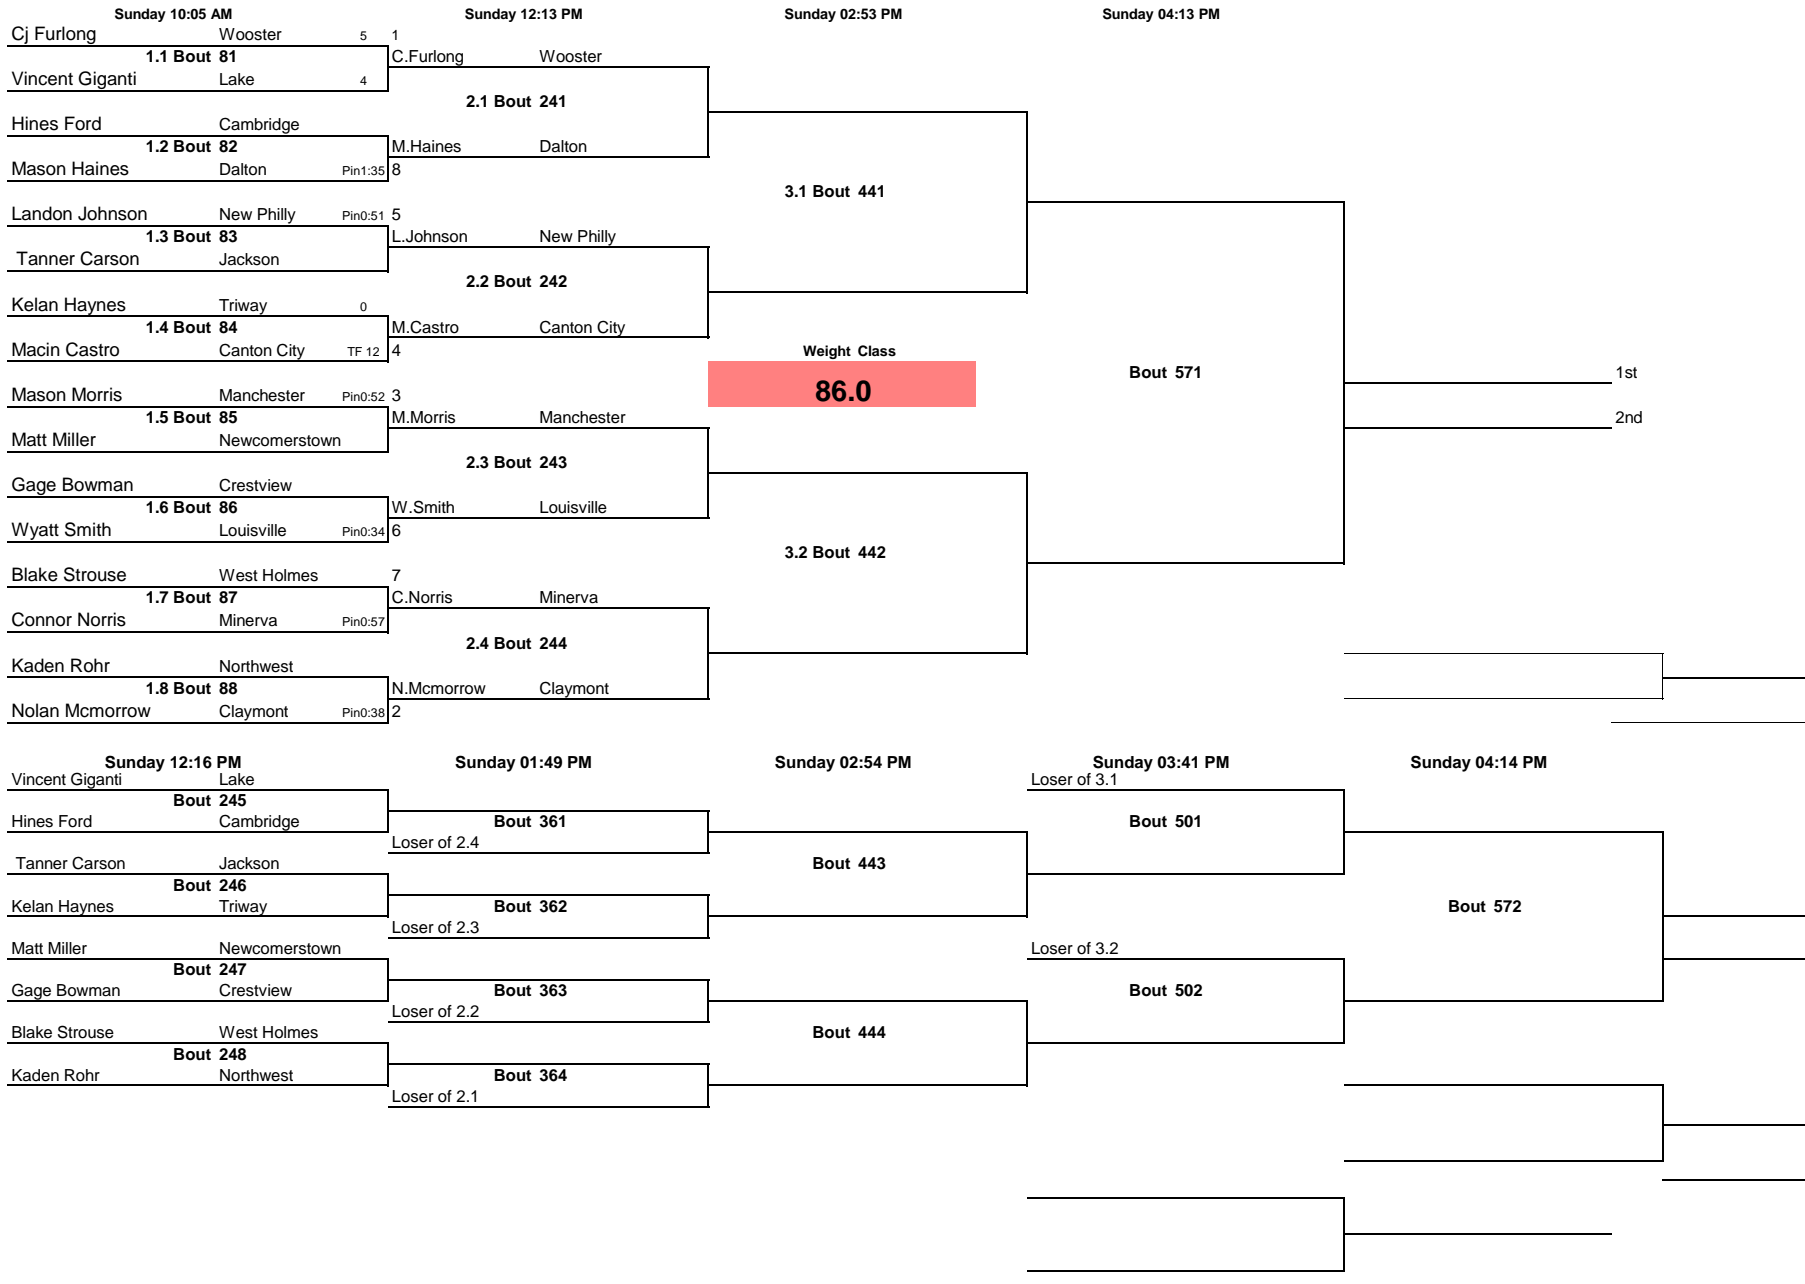 Sunday 10:05 AM Sunday 12:13 PM Sunday 02:53 PM Sunday 04:13 PM
Cj Furlong Wooster 5 1
1.1 Bout 81 C.Furlong Wooster
Vincent Giganti Lake 4
2.1 Bout 241
Hines Ford Cambridge
1.2 Bout 82 M.Haines Dalton
Mason Haines Dalton Pin1:35 8
3.1 Bout 441
Landon Johnson New Philly Pin0:51 5
1.3 Bout 83 L.Johnson New Philly
Tanner Carson Jackson
2.2 Bout 242
Kelan Haynes Triway 0
1.4 Bout 84 M.Castro Canton City
Macin Castro Canton City TF 12 4 Weight Class
Bout 571 1st
Mason Morris Manchester Pin0:52 3 86.0
1.5 Bout 85 M.Morris Manchester 2nd
Matt Miller Newcomerstown
2.3 Bout 243
Gage Bowman Crestview
1.6 Bout 86 W.Smith Louisville
Wyatt Smith Louisville Pin0:34 6
3.2 Bout 442
Blake Strouse West Holmes 7
1.7 Bout 87 C.Norris Minerva
Connor Norris Minerva Pin0:57
2.4 Bout 244
Kaden Rohr Northwest
1.8 Bout 88 N.Mcmorrow Claymont
Nolan Mcmorrow Claymont Pin0:38 2
Sunday 12:16 PM Sunday 01:49 PM Sunday 02:54 PM Sunday 03:41 PM Sunday 04:14 PM
Vincent Giganti Lake Loser of 3.1
Bout 245
Hines Ford Cambridge Bout 361 Bout 501
Loser of 2.4
Tanner Carson Jackson Bout 443
Bout 246
Kelan Haynes Triway Bout 362 Bout 572
Loser of 2.3
Matt Miller Newcomerstown Loser of 3.2
Bout 247
Gage Bowman Crestview Bout 363 Bout 502
Loser of 2.2
Blake Strouse West Holmes Bout 444
Bout 248
Kaden Rohr Northwest Bout 364
Loser of 2.1